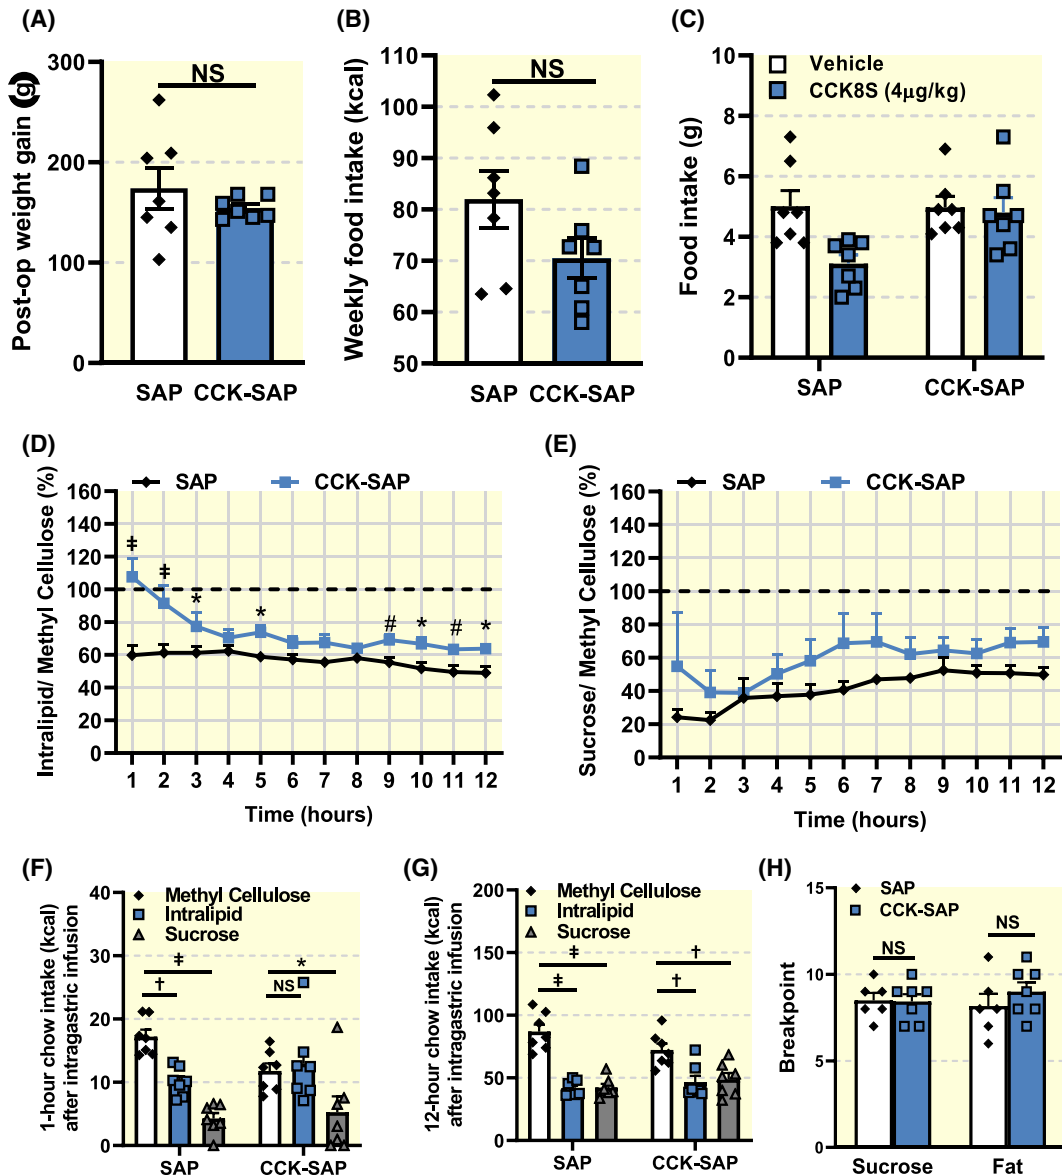 (A)
Post-op weight gain (g)
300
200
100
0
NS
SAP CCK-SAP
(B)
Weekly food intake (kcal)
110
100
90
80
70
60
50
NS
SAP CCK-SAP
(C)
Food intake (g)
10
8
6
4
2
0
Vehicle
CCK8S (4μg/kg)
SAP CCK-SAP
(D)
SAP CCK-SAP
Intralipid/ Methyl Cellulose (%)
160
140
120
100
80
60
40
20
0
‡ ‡ * * # * # *
1 2 3 4 5 6 7 8 9 10 11 12
Time (hours)
(E)
SAP CCK-SAP
Sucrose/ Methyl Cellulose (%)
160
140
120
100
80
60
40
20
0
1 2 3 4 5 6 7 8 9 10 11 12
Time (hours)
(F)
1-hour chow intake (kcal)
after intragastric infusion
40
30
20
10
0
Methyl Cellulose
Intralipid
Sucrose
‡
†
*
NS
SAP CCK-SAP
(G)
12-hour chow intake (kcal)
after intragastric infusion
200
150
100
50
0
Methyl Cellulose
Intralipid
Sucrose
‡
‡
†
†
SAP CCK-SAP
(H)
Breakpoint
15
10
5
0
SAP
CCK-SAP
NS
NS
Sucrose Fat